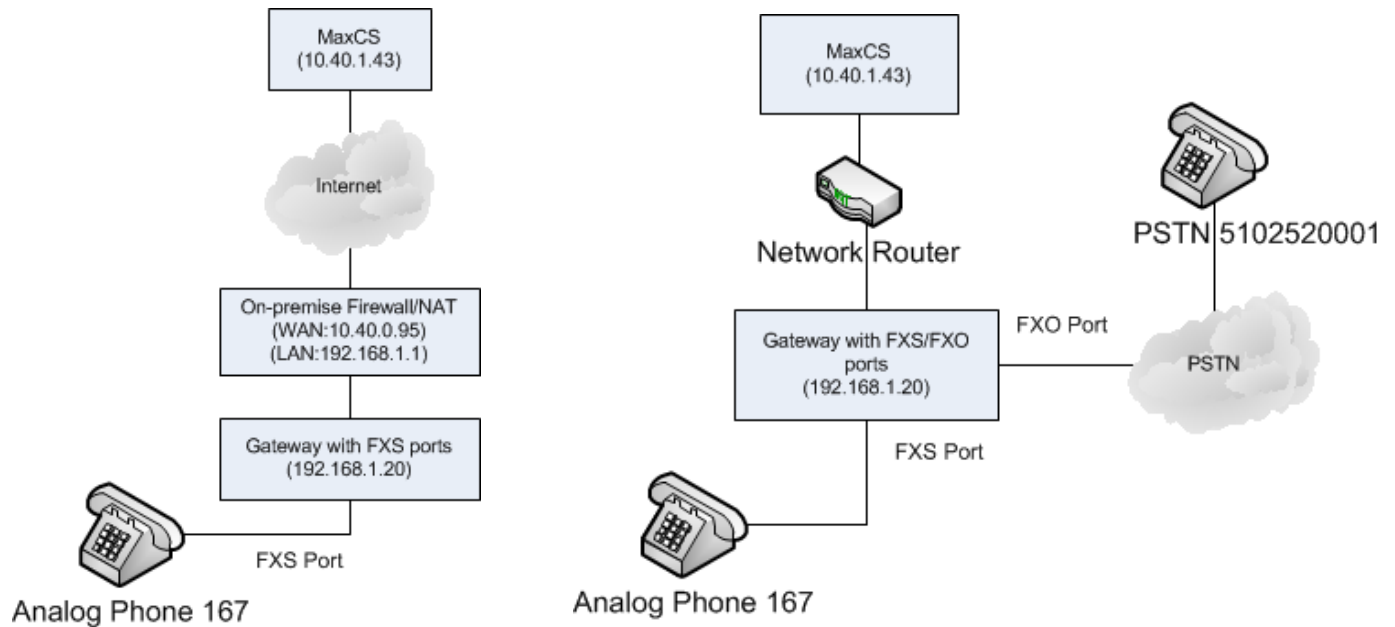 MaxCS
(10.40.1.43)
Internet
On-premise Firewall/NAT
(WAN:10.40.0.95)
(LAN:192.168.1.1)
Gateway with FXS ports
(192.168.1.20)
FXS Port
Analog Phone 167
MaxCS
(10.40.1.43)
Network Router
PSTN 5102520001
Gateway with FXS/FXO
ports
(192.168.1.20)
FXO Port
PSTN
FXS Port
Analog Phone 167